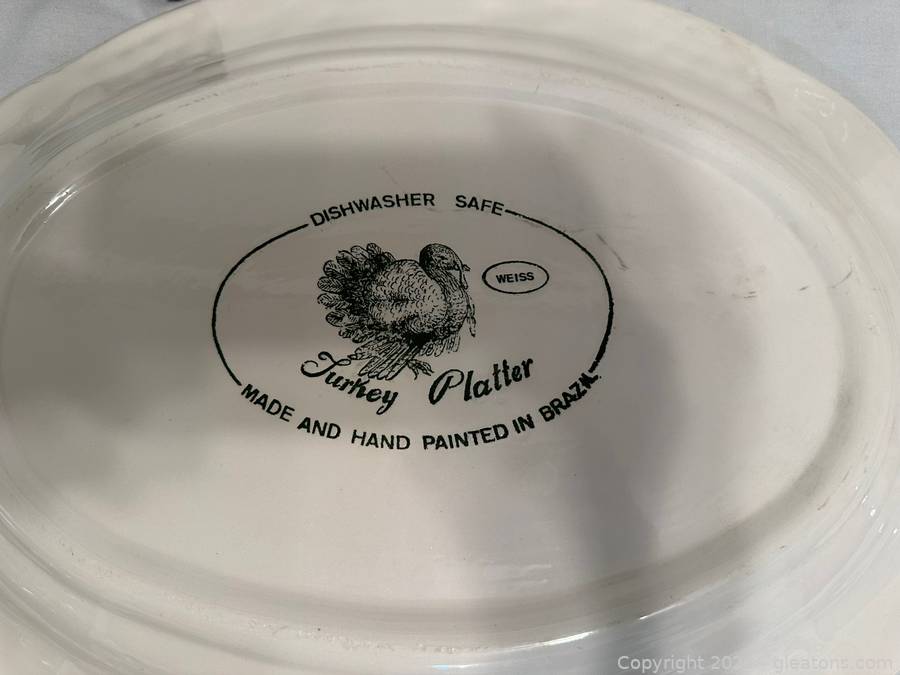 DISHWASHER SAFE
WEISS
Turkey Platter
MADE AND HAND PAINTED IN BRAZIL
Copyright gleatons.com